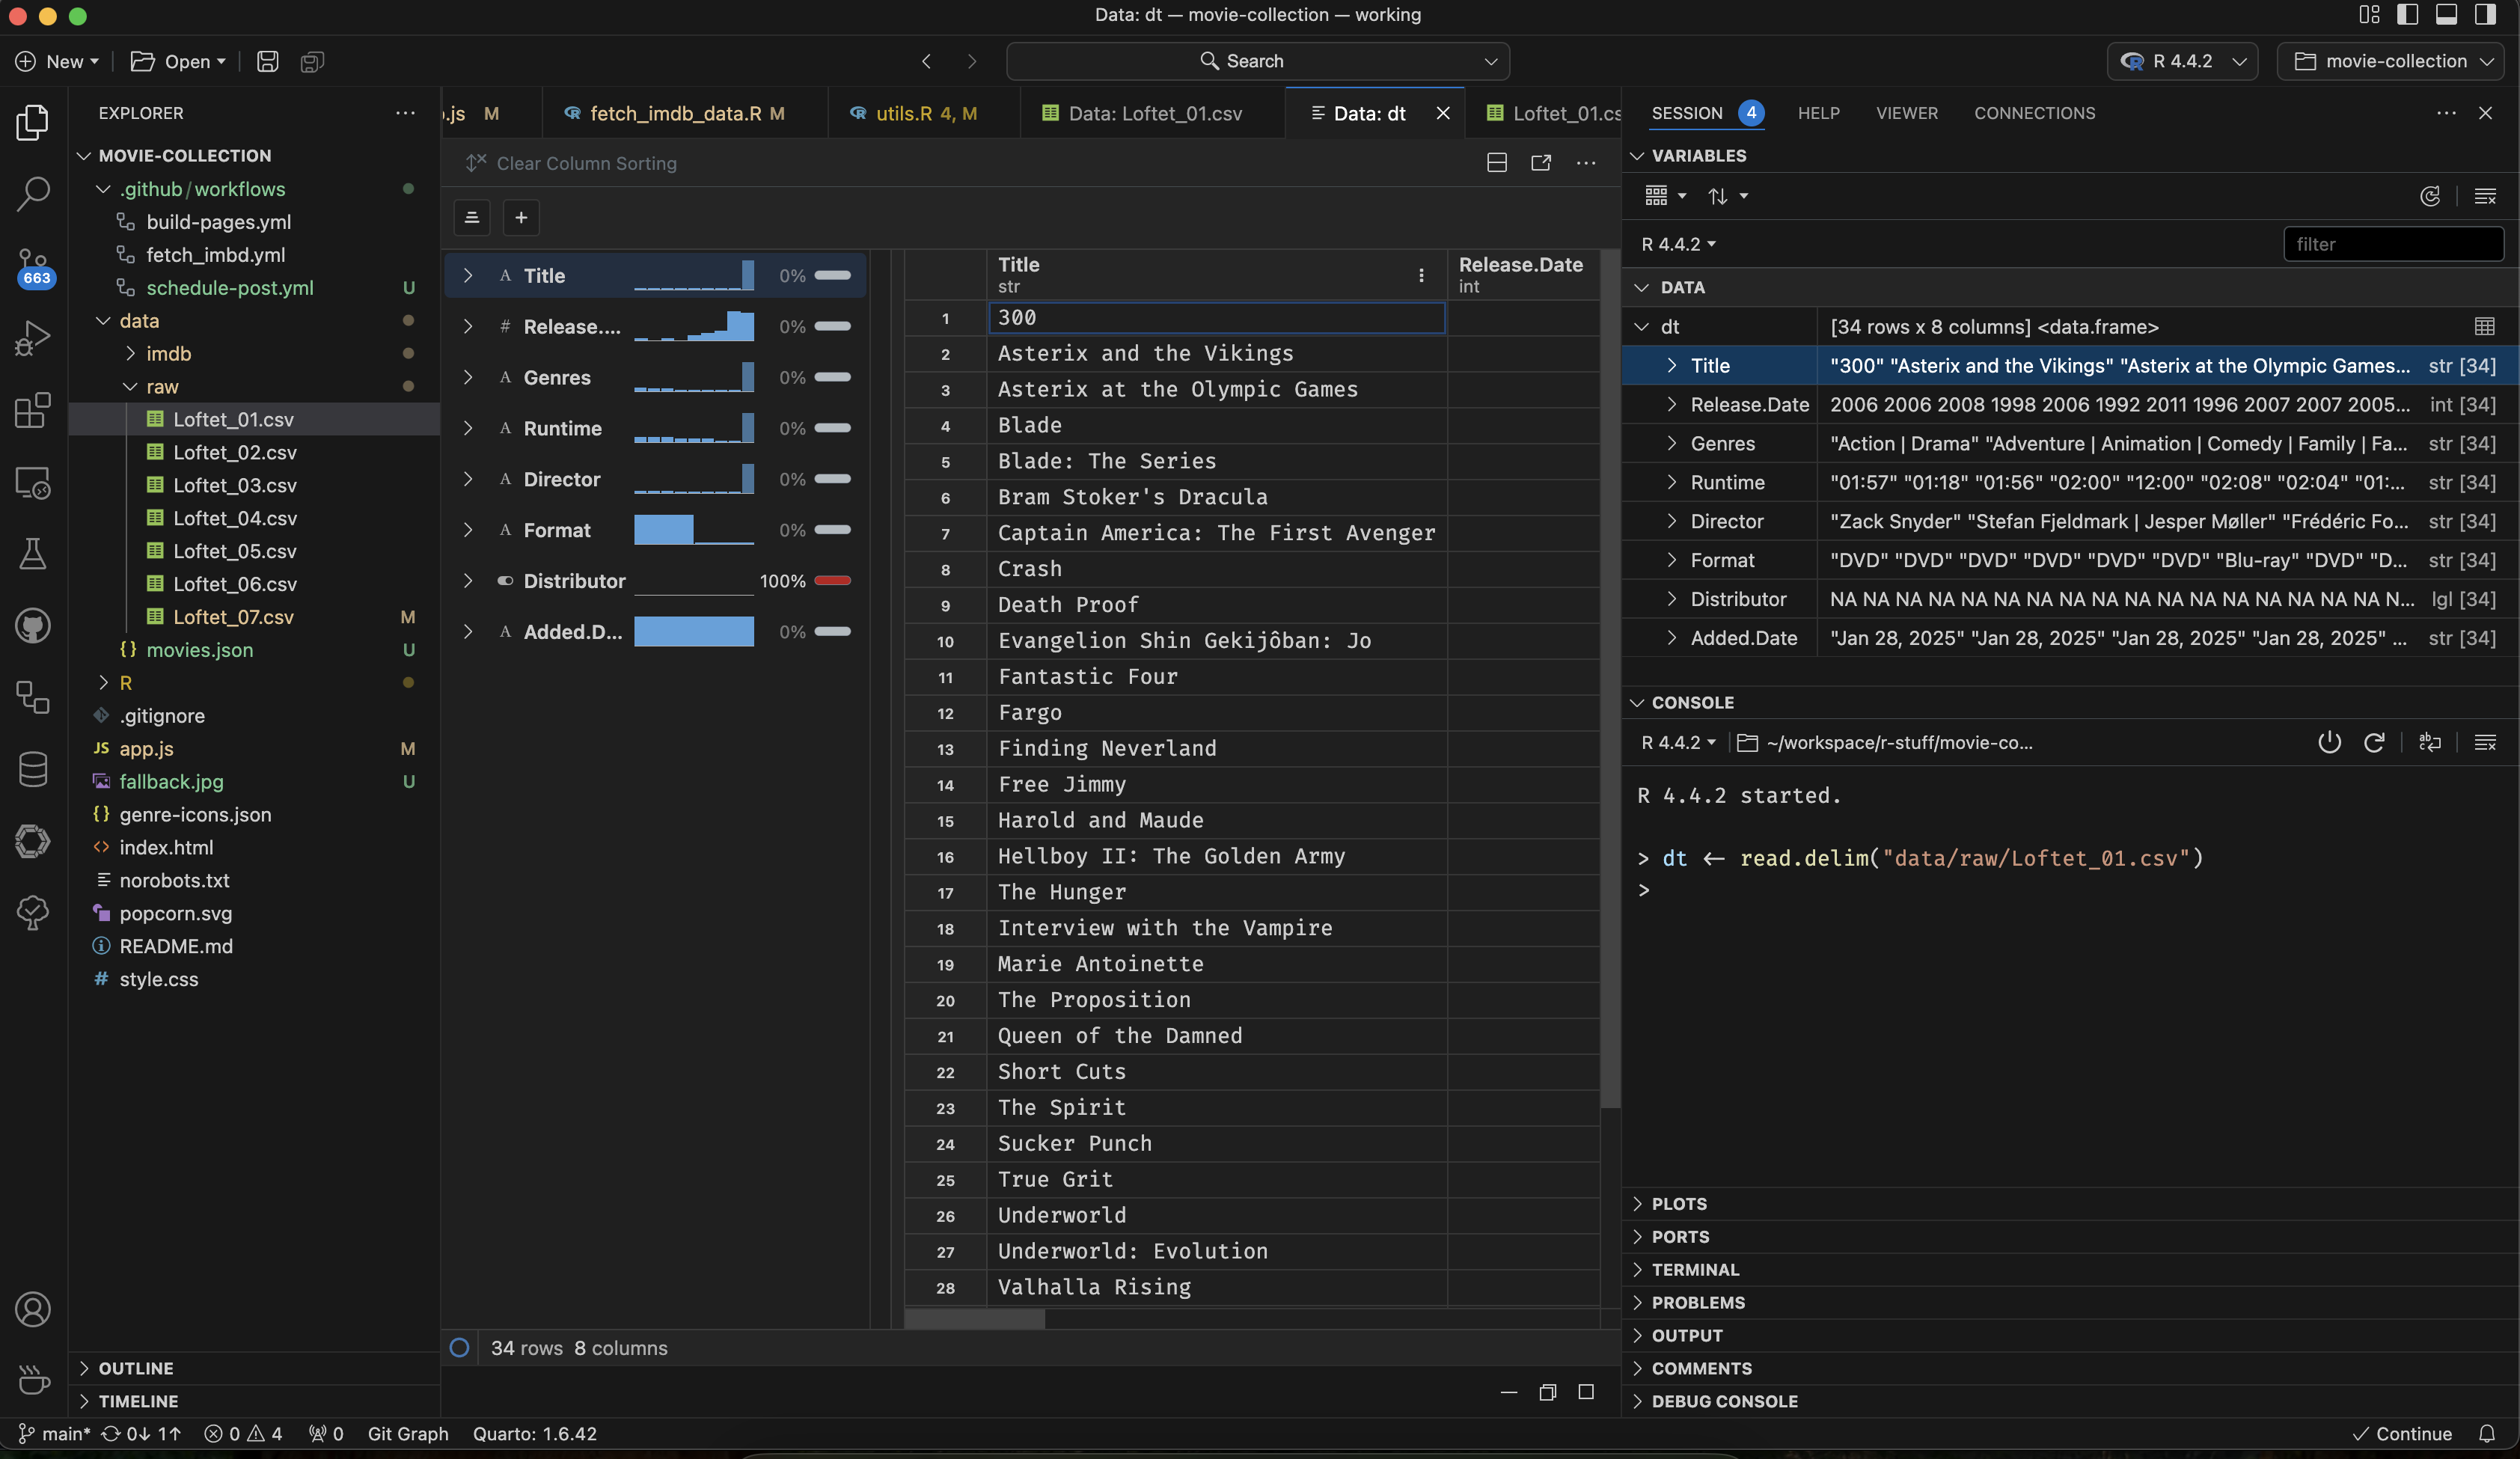 Data: dt — movie-collection — working
New
Open
Search
R 4.4.2
movie-collection
EXPLORER
MOVIE-COLLECTION
.github/workflows
build-pages.yml
fetch_imbd.yml
schedule-post.yml U
data
imdb
raw
Loftet_01.csv
Loftet_02.csv
Loftet_03.csv
Loftet_04.csv
Loftet_05.csv
Loftet_06.csv
Loftet_07.csv M
movies.json U
R
.gitignore
JS app.js M
fallback.jpg U
genre-icons.json
index.html
norobots.txt
popcorn.svg
README.md
style.css
OUTLINE
TIMELINE
663
.js M
fetch_imdb_data.R M
utils.R 4, M
Data: Loftet_01.csv
Data: dt
Loftet_01.cs
Clear Column Sorting
Title 0%
Release.... 0%
Genres 0%
Runtime 0%
Director 0%
Format 0%
Distributor 100%
Added.D... 0%
Title
str
Release.Date
int
1 300
2 Asterix and the Vikings
3 Asterix at the Olympic Games
4 Blade
5 Blade: The Series
6 Bram Stoker's Dracula
7 Captain America: The First Avenger
8 Crash
9 Death Proof
10 Evangelion Shin Gekijôban: Jo
11 Fantastic Four
12 Fargo
13 Finding Neverland
14 Free Jimmy
15 Harold and Maude
16 Hellboy II: The Golden Army
17 The Hunger
18 Interview with the Vampire
19 Marie Antoinette
20 The Proposition
21 Queen of the Damned
22 Short Cuts
23 The Spirit
24 Sucker Punch
25 True Grit
26 Underworld
27 Underworld: Evolution
28 Valhalla Rising
34 rows 8 columns
SESSION 4
HELP
VIEWER
CONNECTIONS
VARIABLES
R 4.4.2
filter
DATA
dt [34 rows x 8 columns] <data.frame>
Title "300" "Asterix and the Vikings" "Asterix at the Olympic Games... str [34]
Release.Date 2006 2006 2008 1998 2006 1992 2011 1996 2007 2007 2005... int [34]
Genres "Action | Drama" "Adventure | Animation | Comedy | Family | Fa... str [34]
Runtime "01:57" "01:18" "01:56" "02:00" "12:00" "02:08" "02:04" "01:... str [34]
Director "Zack Snyder" "Stefan Fjeldmark | Jesper Møller" "Frédéric Fo... str [34]
Format "DVD" "DVD" "DVD" "DVD" "DVD" "DVD" "Blu-ray" "DVD" "D... str [34]
Distributor NA NA NA NA NA NA NA NA NA NA NA NA NA NA NA NA NA N... lgl [34]
Added.Date "Jan 28, 2025" "Jan 28, 2025" "Jan 28, 2025" "Jan 28, 2025" ... str [34]
CONSOLE
R 4.4.2 ~/workspace/r-stuff/movie-co...
R 4.4.2 started.
> dt <- read.delim("data/raw/Loftet_01.csv")
>
PLOTS
PORTS
TERMINAL
PROBLEMS
OUTPUT
COMMENTS
DEBUG CONSOLE
main* 0↓ 1↑ 0 4 0 Git Graph Quarto: 1.6.42
Continue